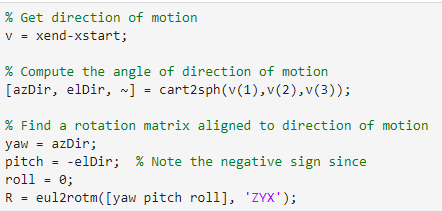 % Get direction of motion
v = xend-xstart;
% Compute the angle of direction of motion
[azDir, elDir, ~] = cart2sph(v(1),v(2),v(3));
% Find a rotation matrix aligned to direction of motion
yaw = azDir;
pitch = -elDir;  % Note the negative sign since
roll = 0;
R = eul2rotm([yaw pitch roll], 'ZYX');